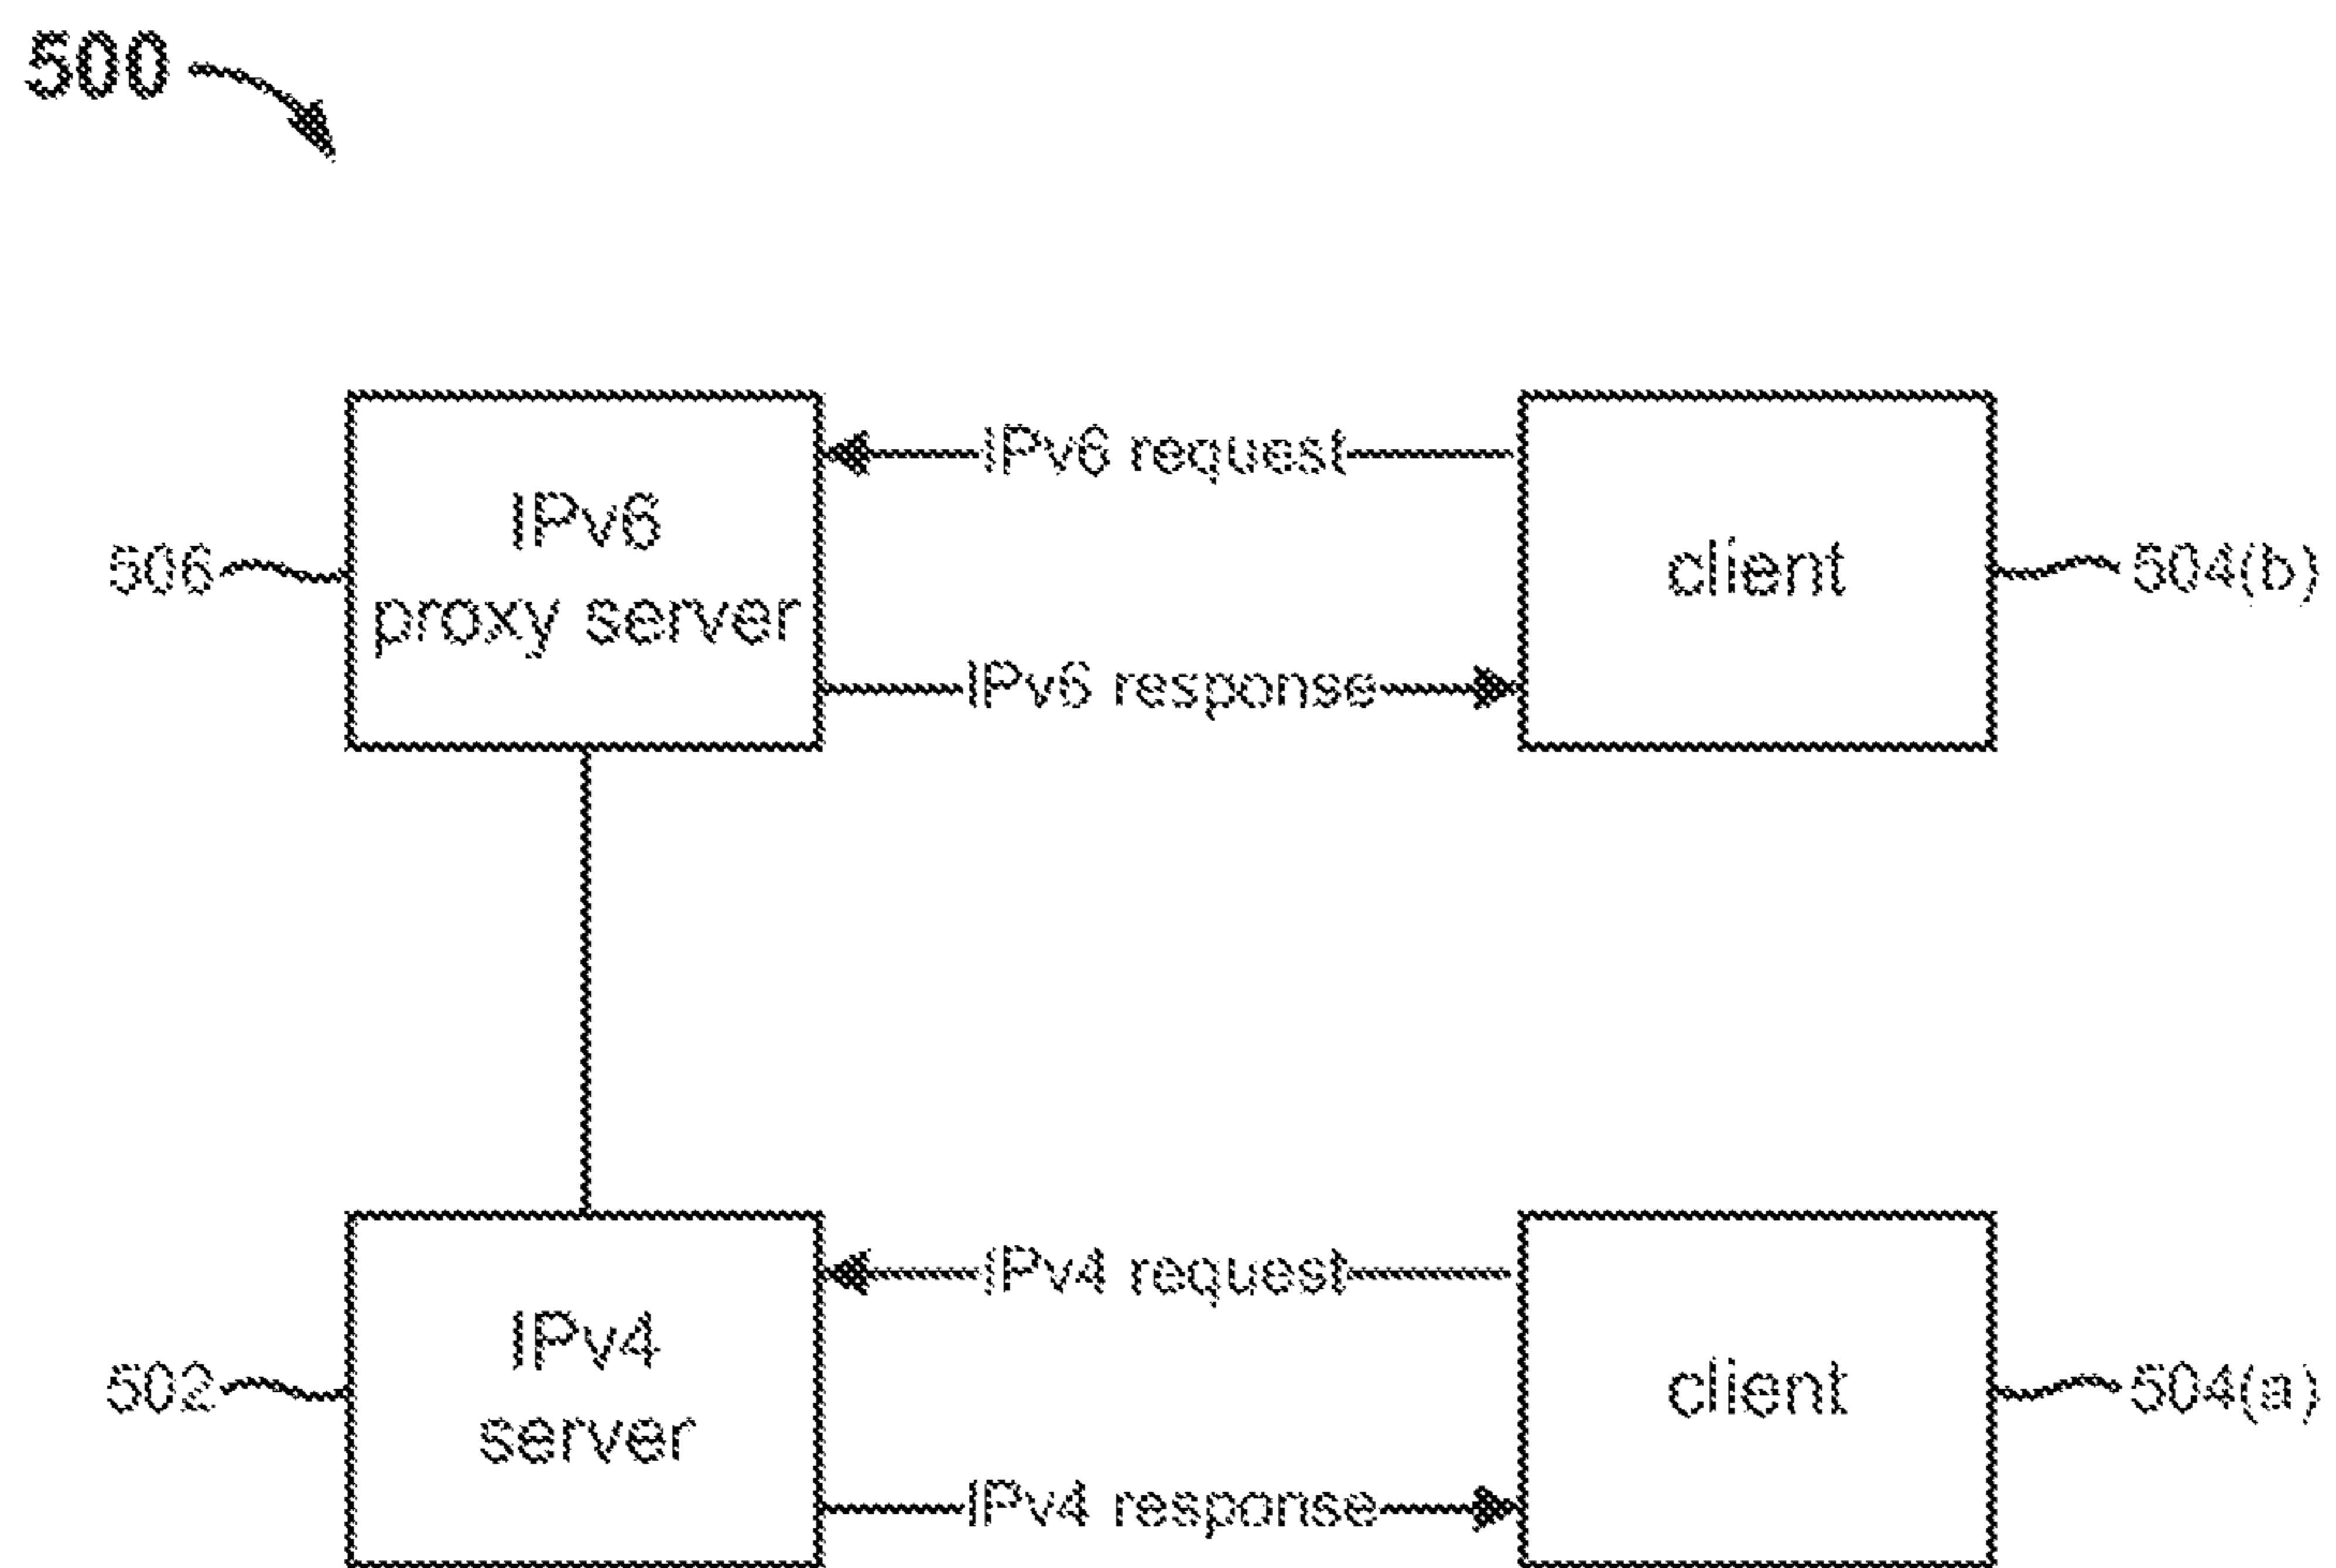 500
IPv6 request
IPv6
proxy server
506
client
504(b)
IPv6 response
IPv4 request
IPv4
server
502
client
504(a)
IPv4 response